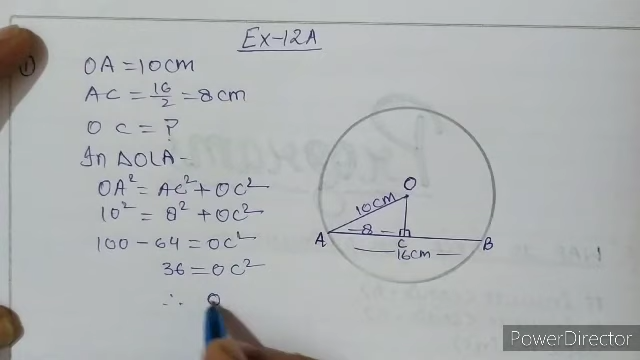 Ex-12A
①
OA = 10cm
AC = 16/2 = 8cm
OC = ?
In △OCA -
OA² = AC² + OC²
10² = 8² + OC²
100 - 64 = OC²
36 = OC²
∴ O
O
10cm
8
A
C
B
16cm
PowerDirector